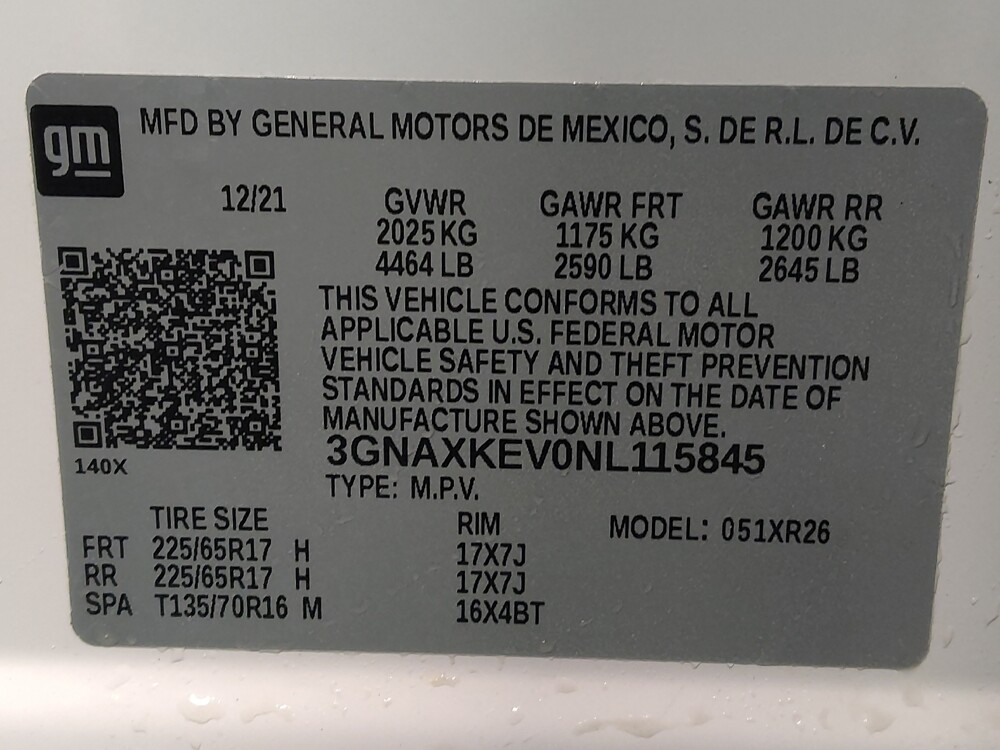 gm
MFD BY GENERAL MOTORS DE MEXICO, S. DE R.L. DE C.V.
12/21 GVWR GAWR FRT GAWR RR
2025 KG 1175 KG 1200 KG
4464 LB 2590 LB 2645 LB
THIS VEHICLE CONFORMS TO ALL
APPLICABLE U.S. FEDERAL MOTOR
VEHICLE SAFETY AND THEFT PREVENTION
STANDARDS IN EFFECT ON THE DATE OF
MANUFACTURE SHOWN ABOVE.
3GNAXKEV0NL115845
140X
TYPE: M.P.V.
TIRE SIZE RIM MODEL: 051XR26
FRT 225/65R17 H 17X7J
RR 225/65R17 H 17X7J
SPA T135/70R16 M 16X4BT